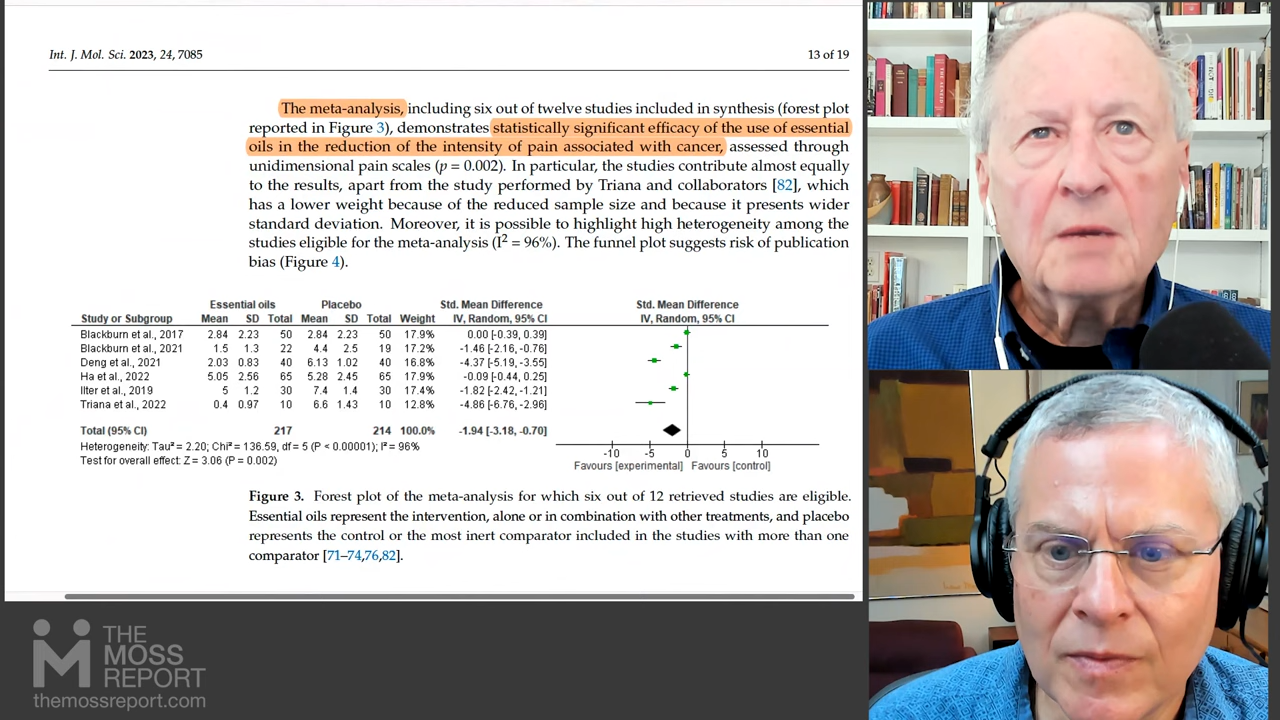 Int. J. Mol. Sci. 2023, 24, 7085
13 of 19
The meta-analysis, including six out of twelve studies included in synthesis (forest plot
reported in Figure 3), demonstrates statistically significant efficacy of the use of essential
oils in the reduction of the intensity of pain associated with cancer, assessed through
unidimensional pain scales (p = 0.002). In particular, the studies contribute almost equally
to the results, apart from the study performed by Triana and collaborators [82], which
has a lower weight because of the reduced sample size and because it presents wider
standard deviation. Moreover, it is possible to highlight high heterogeneity among the
studies eligible for the meta-analysis (I² = 96%). The funnel plot suggests risk of publication
bias (Figure 4).
Essential oils Placebo Std. Mean Difference Std. Mean Difference
Study or Subgroup Mean SD Total Mean SD Total Weight IV, Random, 95% CI IV, Random, 95% CI
Blackburn et al., 2017 2.84 2.23 50 2.84 2.23 50 17.9% 0.00 [-0.39, 0.39]
Blackburn et al., 2021 1.5 1.3 22 4.4 2.5 19 17.2% -1.46 [-2.16, -0.76]
Deng et al., 2021 2.03 0.83 40 6.13 1.02 40 16.8% -4.37 [-5.19, -3.55]
Ha et al., 2022 5.05 2.56 65 5.28 2.45 65 17.9% -0.09 [-0.44, 0.25]
Ilter et al., 2019 5 1.2 30 7.4 1.4 30 17.4% -1.82 [-2.42, -1.21]
Triana et al., 2022 0.4 0.97 10 6.6 1.43 10 12.8% -4.86 [-6.76, -2.96]
Total (95% CI) 217 214 100.0% -1.94 [-3.18, -0.70]
Heterogeneity: Tau² = 2.20; Chi² = 136.59, df = 5 (P < 0.00001); I² = 96%
Test for overall effect: Z = 3.06 (P = 0.002)
-10 -5 0 5 10
Favours [experimental] Favours [control]
Figure 3. Forest plot of the meta-analysis for which six out of 12 retrieved studies are eligible.
Essential oils represent the intervention, alone or in combination with other treatments, and placebo
represents the control or the most inert comparator included in the studies with more than one
comparator [71–74,76,82].
THE
MOSS
REPORT
themossreport.com